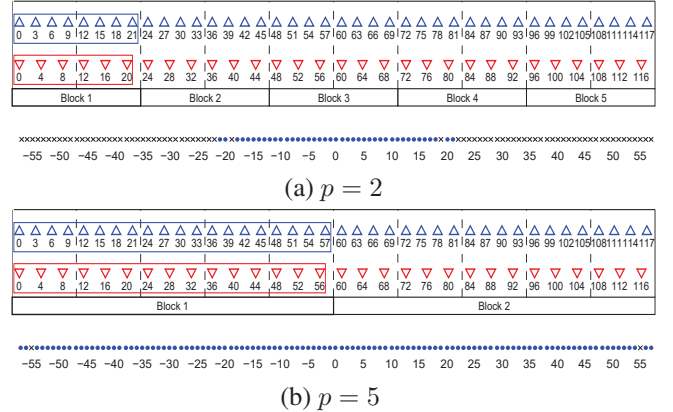 0 3 6 9 12 15 18 21 24 27 30 33 36 39 42 45 48 51 54 57 60 63 66 69 72 75 78 81 84 87 90 93 96 99 102 105 108 111 114 117
0 4 8 12 16 20 24 28 32 36 40 44 48 52 56 60 64 68 72 76 80 84 88 92 96 100 104 108 112 116
Block 1 Block 2 Block 3 Block 4 Block 5
−55 −50 −45 −40 −35 −30 −25 −20 −15 −10 −5 0 5 10 15 20 25 30 35 40 45 50 55
(a) p = 2
0 3 6 9 12 15 18 21 24 27 30 33 36 39 42 45 48 51 54 57 60 63 66 69 72 75 78 81 84 87 90 93 96 99 102 105 108 111 114 117
0 4 8 12 16 20 24 28 32 36 40 44 48 52 56 60 64 68 72 76 80 84 88 92 96 100 104 108 112 116
Block 1 Block 2
−55 −50 −45 −40 −35 −30 −25 −20 −15 −10 −5 0 5 10 15 20 25 30 35 40 45 50 55
(b) p = 5